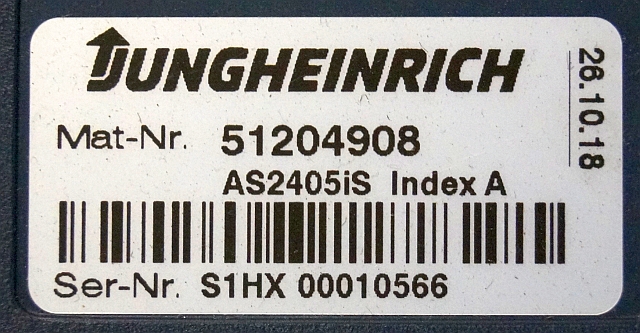 JUNGHEINRICH
Mat-Nr. 51204908
AS2405iS Index A
Ser-Nr. S1HX 00010566
26.10.18